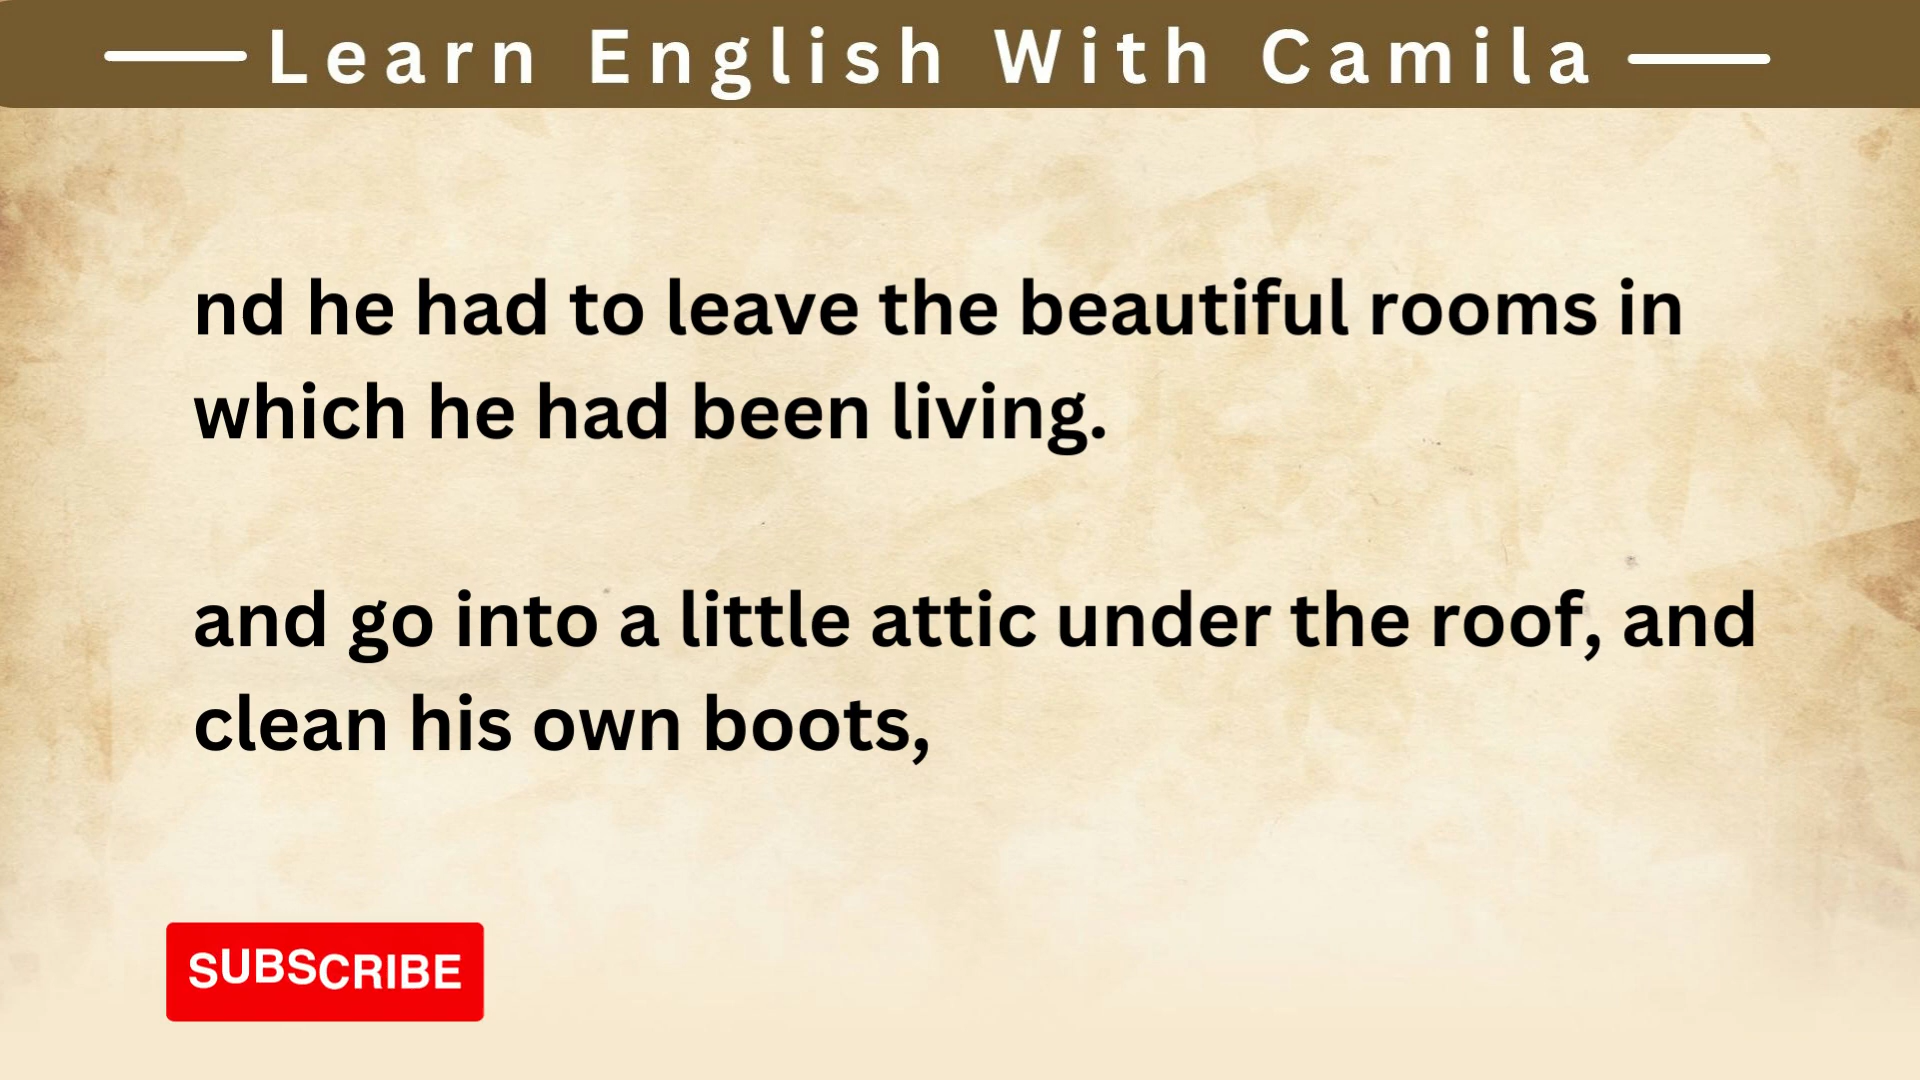 Learn English With Camila
nd he had to leave the beautiful rooms in
which he had been living.
and go into a little attic under the roof, and
clean his own boots,
SUBSCRIBE